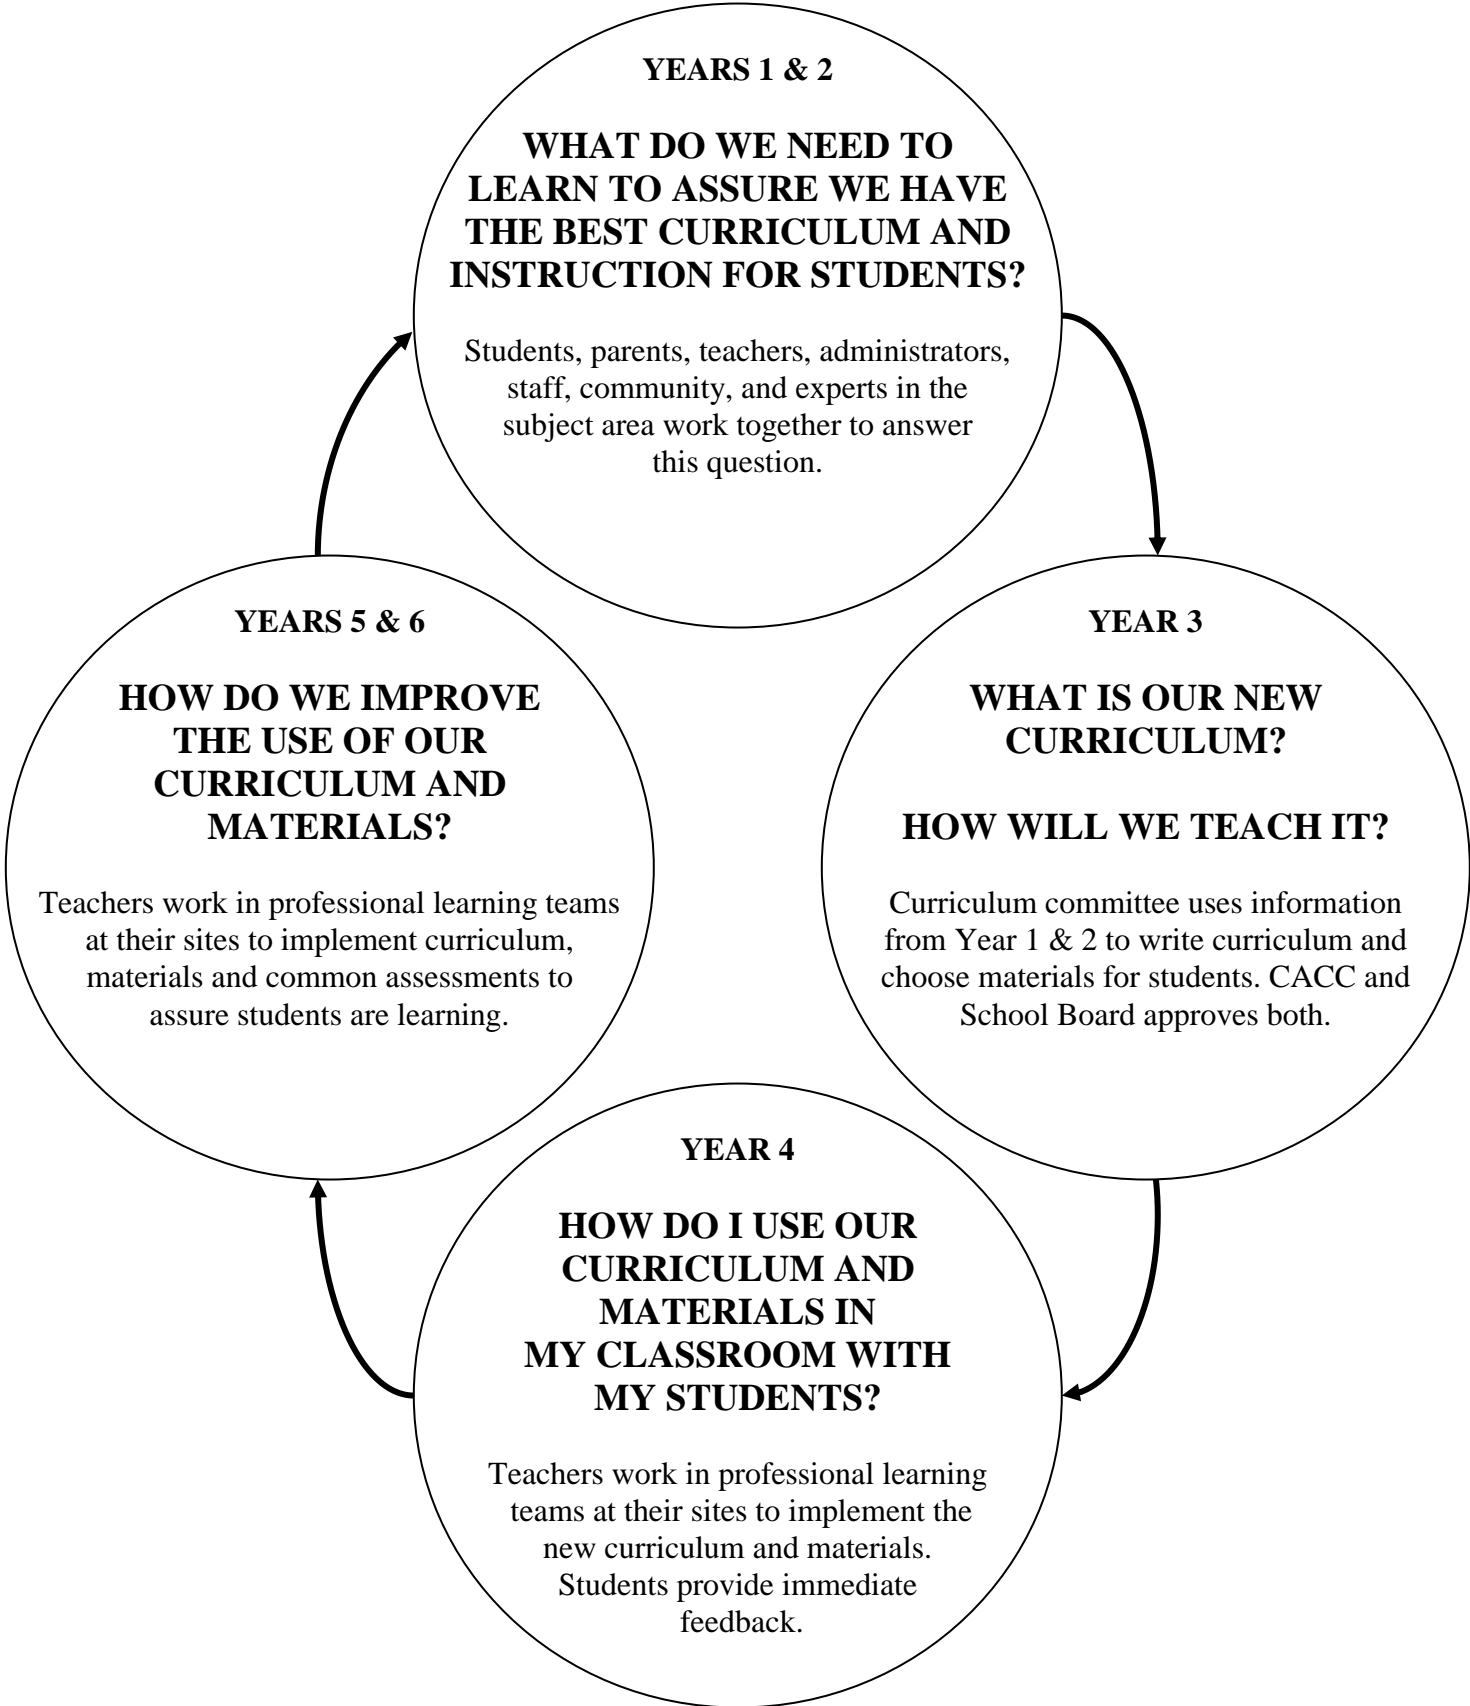 YEARS 1 & 2
WHAT DO WE NEED TO
LEARN TO ASSURE WE HAVE
THE BEST CURRICULUM AND
INSTRUCTION FOR STUDENTS?
Students, parents, teachers, administrators,
staff, community, and experts in the
subject area work together to answer
this question.
YEAR 3
WHAT IS OUR NEW
CURRICULUM?
HOW WILL WE TEACH IT?
Curriculum committee uses information
from Year 1 & 2 to write curriculum and
choose materials for students. CACC and
School Board approves both.
YEAR 4
HOW DO I USE OUR
CURRICULUM AND
MATERIALS IN
MY CLASSROOM WITH
MY STUDENTS?
Teachers work in professional learning
teams at their sites to implement the
new curriculum and materials.
Students provide immediate
feedback.
YEARS 5 & 6
HOW DO WE IMPROVE
THE USE OF OUR
CURRICULUM AND
MATERIALS?
Teachers work in professional learning teams
at their sites to implement curriculum,
materials and common assessments to
assure students are learning.